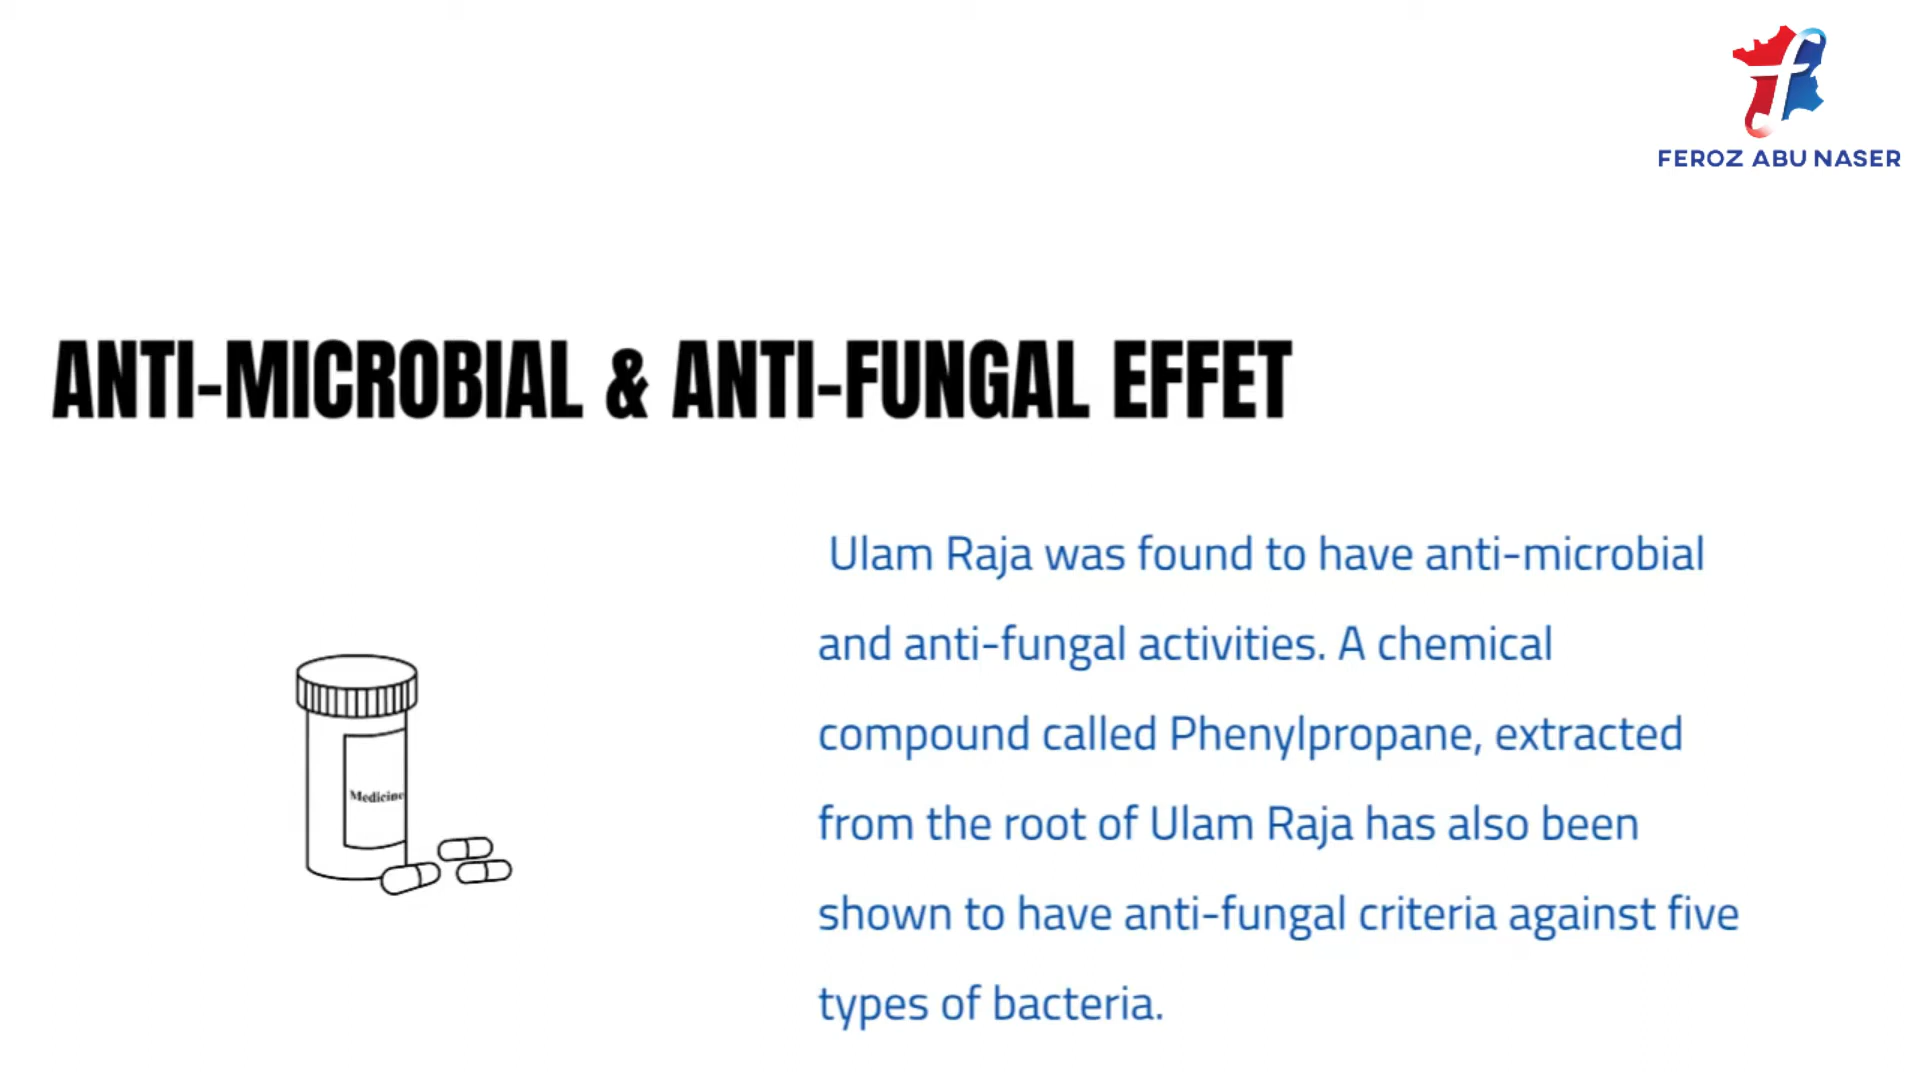 FEROZ ABU NASER
ANTI-MICROBIAL & ANTI-FUNGAL EFFET
Ulam Raja was found to have anti-microbial
and anti-fungal activities. A chemical
compound called Phenylpropane, extracted
from the root of Ulam Raja has also been
shown to have anti-fungal criteria against five
types of bacteria.
Medicine